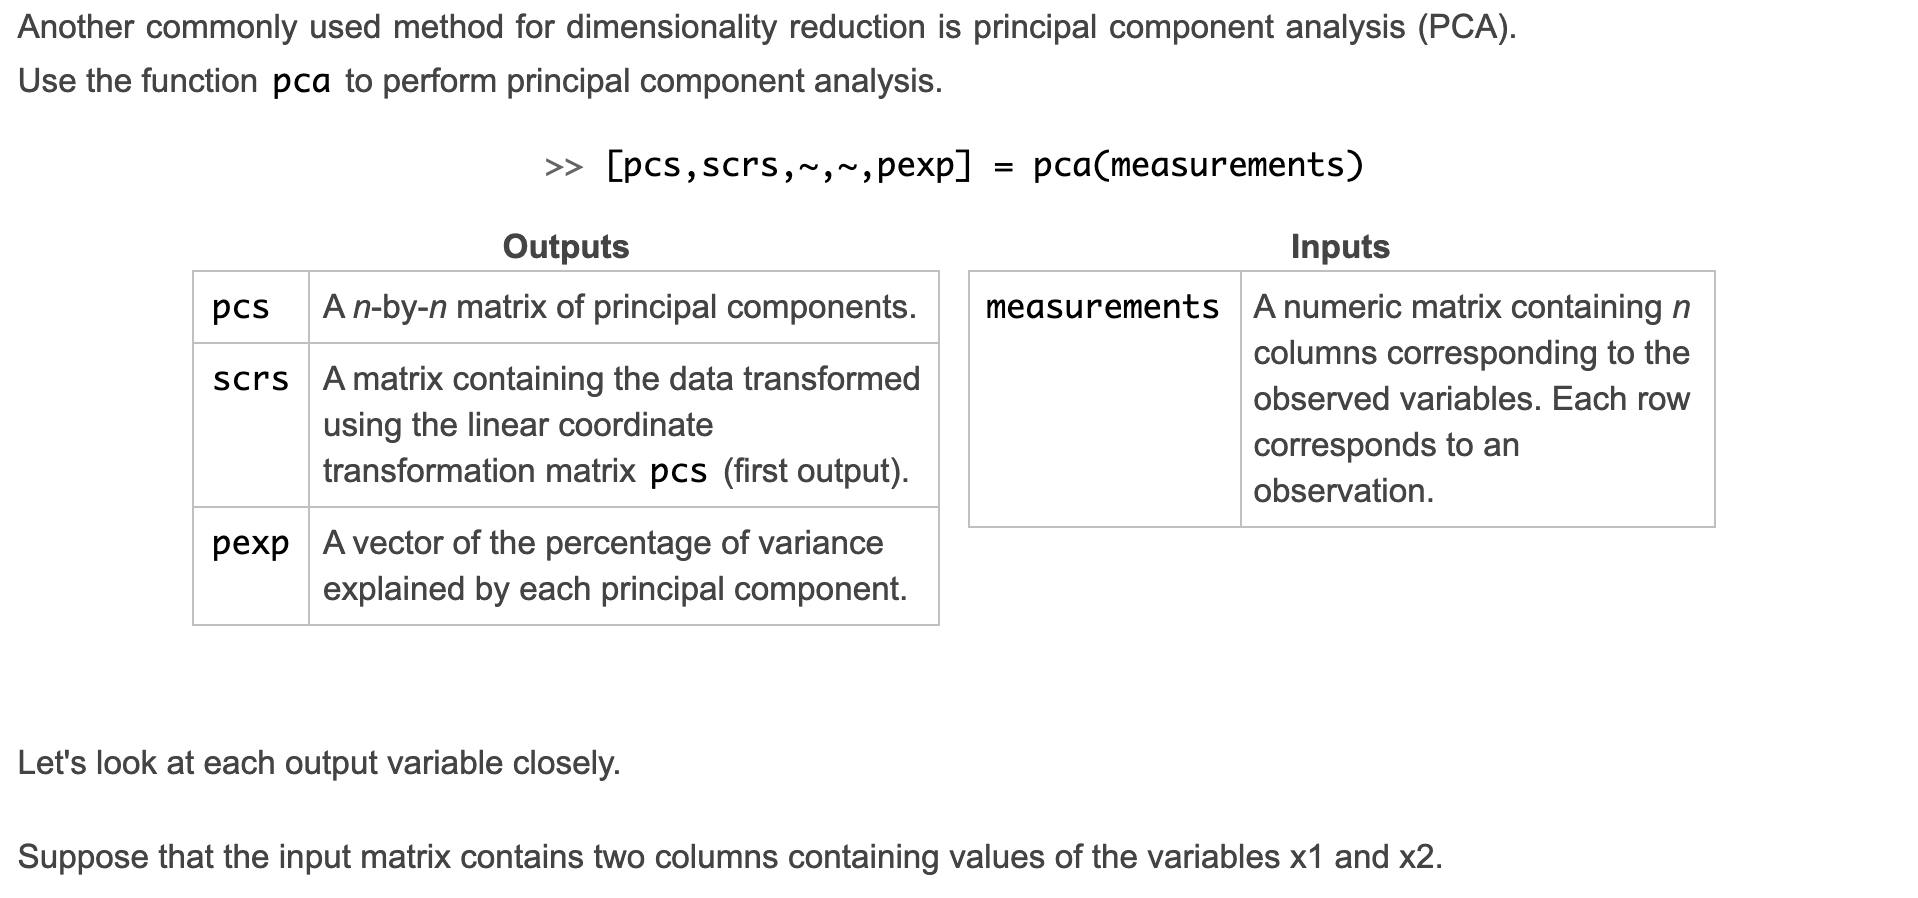 Another commonly used method for dimensionality reduction is principal component analysis (PCA).
Use the function pca to perform principal component analysis.
>> [pcs,scrs,~,~,pexp] = pca(measurements)
Outputs
pcs A n-by-n matrix of principal components.
scrs A matrix containing the data transformed
using the linear coordinate
transformation matrix pcs (first output).
pexp A vector of the percentage of variance
explained by each principal component.
Inputs
measurements A numeric matrix containing n
columns corresponding to the
observed variables. Each row
corresponds to an
observation.
Let's look at each output variable closely.
Suppose that the input matrix contains two columns containing values of the variables x1 and x2.